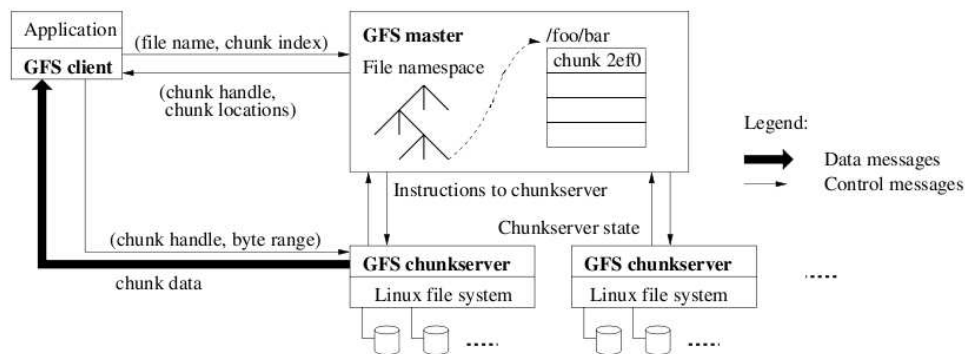 Application
GFS client
(file name, chunk index)
(chunk handle,
chunk locations)
GFS master
File namespace
/foo/bar
chunk 2ef0
Legend:
Data messages
Control messages
Instructions to chunkserver
Chunkserver state
(chunk handle, byte range)
chunk data
GFS chunkserver
Linux file system
GFS chunkserver
Linux file system